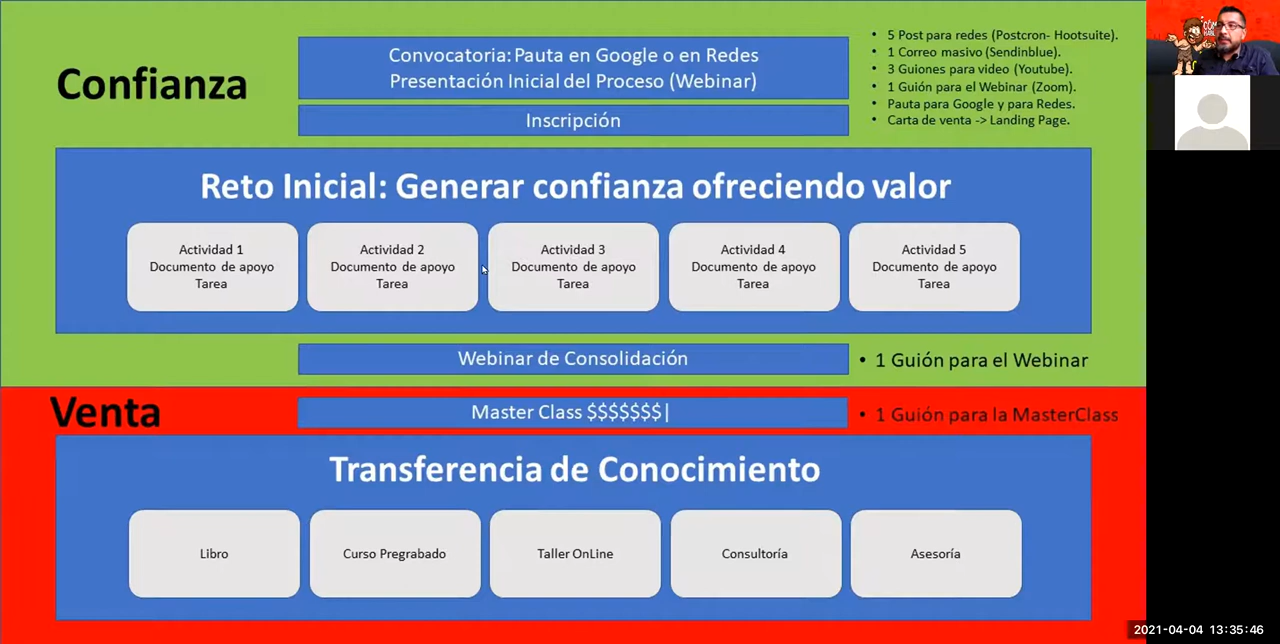 Confianza
Convocatoria: Pauta en Google o en Redes
Presentación Inicial del Proceso (Webinar)
Inscripción
• 5 Post para redes (Postcron- Hootsuite).
• 1 Correo masivo (Sendinblue).
• 3 Guiones para video (Youtube).
• 1 Guión para el Webinar (Zoom).
• Pauta para Google y para Redes.
• Carta de venta -> Landing Page.
Reto Inicial: Generar confianza ofreciendo valor
Actividad 1
Documento de apoyo
Tarea
Actividad 2
Documento de apoyo
Tarea
Actividad 3
Documento de apoyo
Tarea
Actividad 4
Documento de apoyo
Tarea
Actividad 5
Documento de apoyo
Tarea
Webinar de Consolidación
• 1 Guión para el Webinar
Venta
Master Class $$$$$$$|
• 1 Guión para la MasterClass
Transferencia de Conocimiento
Libro
Curso Pregrabado
Taller OnLine
Consultoría
Asesoría
2021-04-04 13:35:46